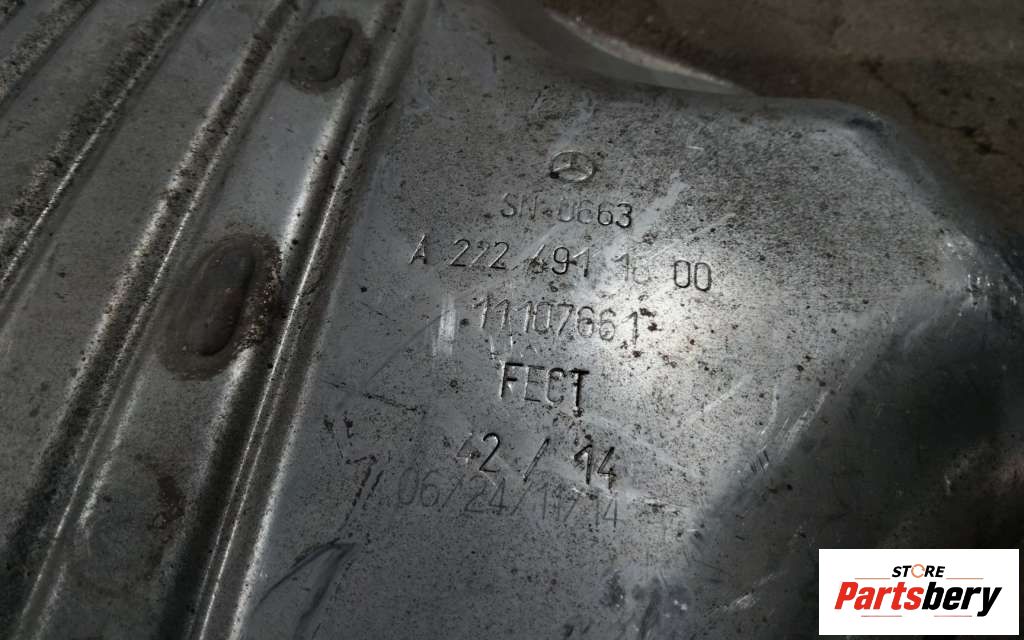 SN-0663
A 222 491 16 00
11107661
FECT
42 / 14
06/24/11/14
STORE
Partsbery